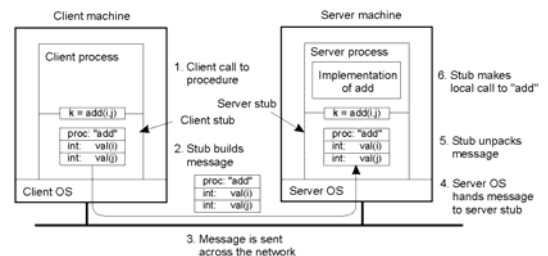 Client machine
Server machine
Client process
1. Client call to
procedure
Server process
Implementation
of add
6. Stub makes
local call to "add"
k = add(i,j)
Client stub
Server stub
k = add(i,j)
proc: "add"
int: val(i)
int: val(j)
2. Stub builds
message
proc: "add"
int: val(i)
int: val(j)
5. Stub unpacks
message
proc: "add"
int: val(i)
int: val(j)
Client OS
Server OS
4. Server OS
hands message
to server stub
3. Message is sent
across the network